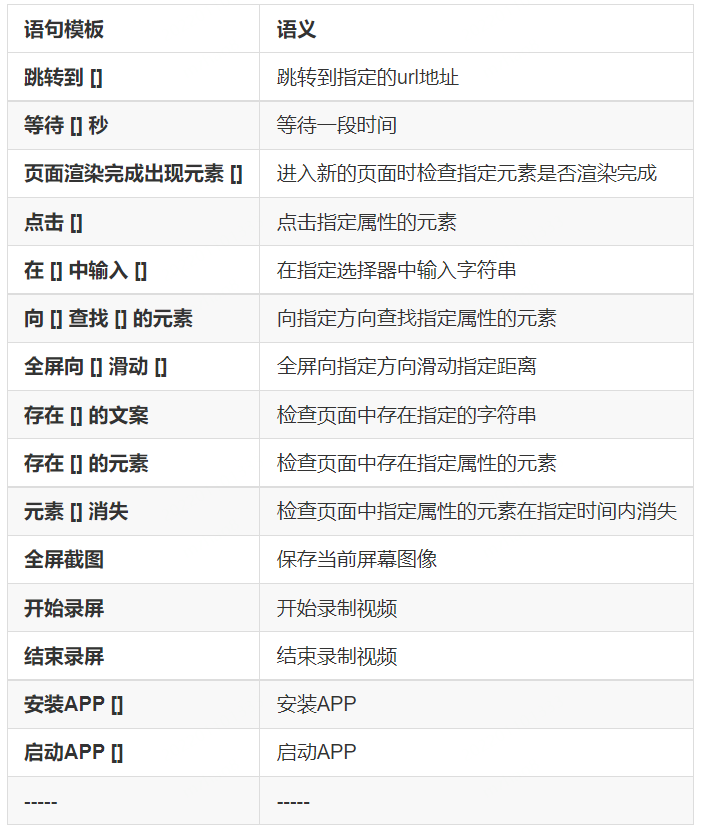 语句模板 语义
跳转到 [] 跳转到指定的url地址
等待 [] 秒 等待一段时间
页面渲染完成出现元素 [] 进入新的页面时检查指定元素是否渲染完成
点击 [] 点击指定属性的元素
在 [] 中输入 [] 在指定选择器中输入字符串
向 [] 查找 [] 的元素 向指定方向查找指定属性的元素
全屏向 [] 滑动 [] 全屏向指定方向滑动指定距离
存在 [] 的文案 检查页面中存在指定的字符串
存在 [] 的元素 检查页面中存在指定属性的元素
元素 [] 消失 检查页面中指定属性的元素在指定时间内消失
全屏截图 保存当前屏幕图像
开始录屏 开始录制视频
结束录屏 结束录制视频
安装APP [] 安装APP
启动APP [] 启动APP
----- -----